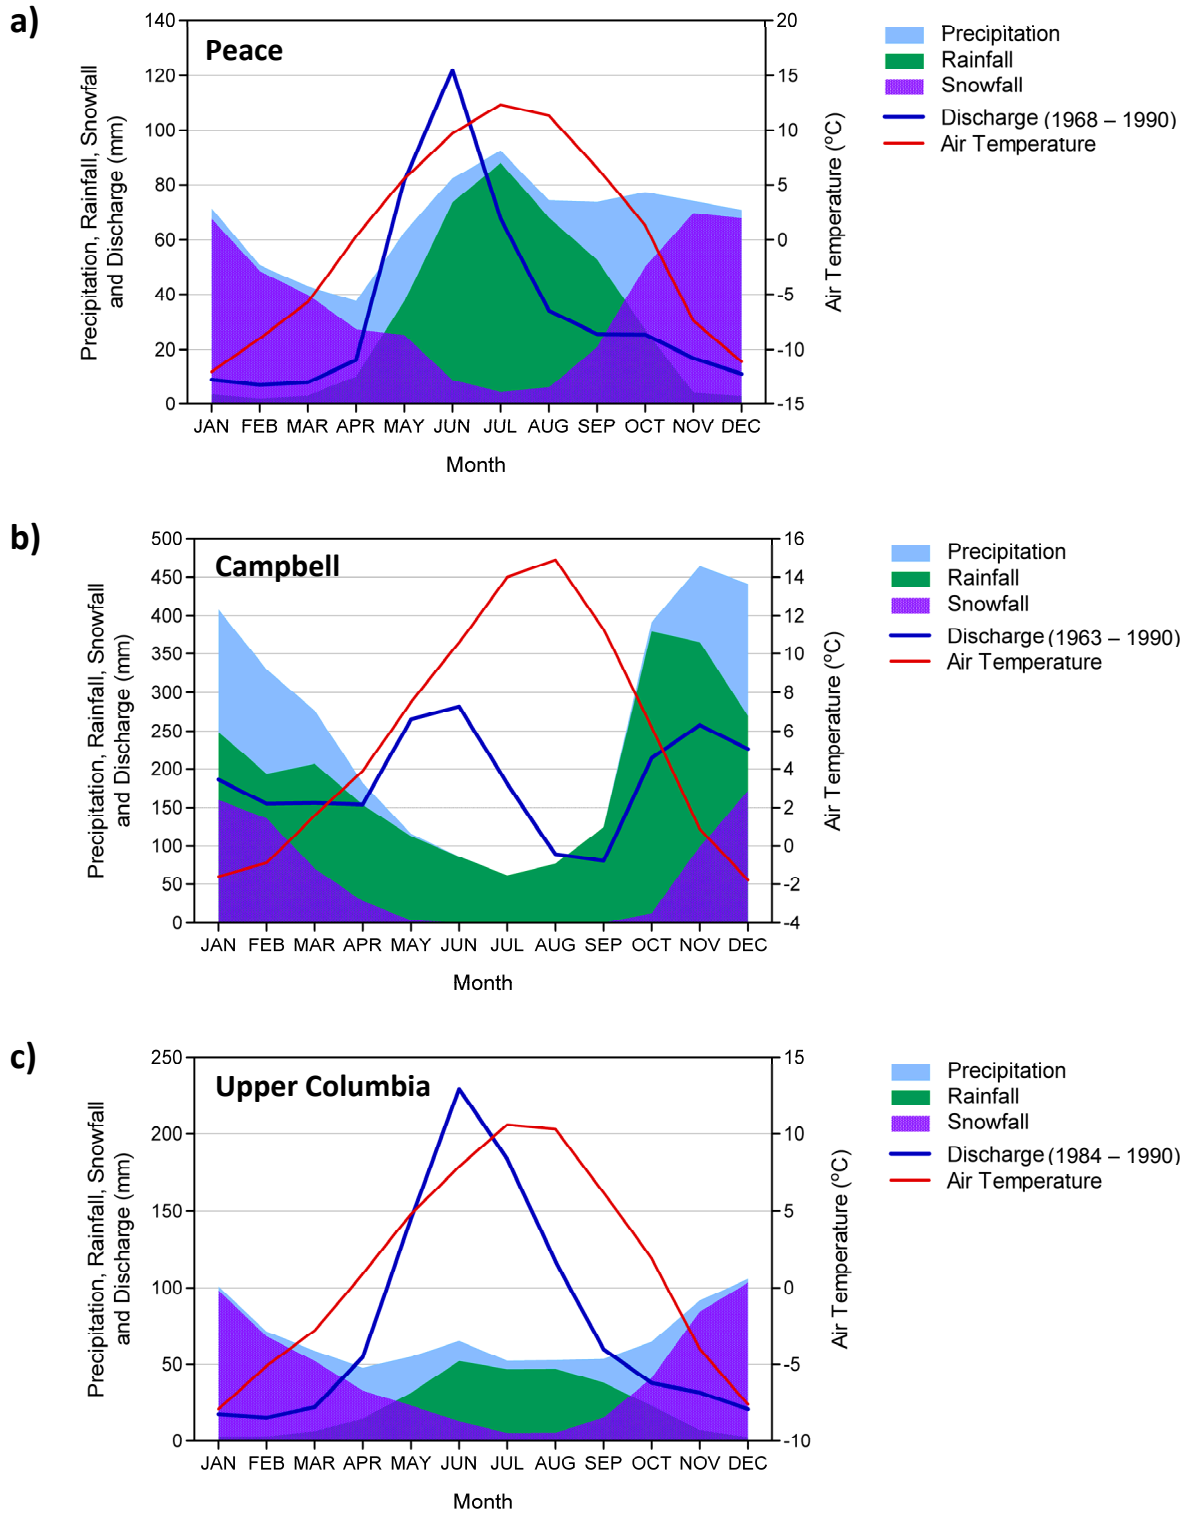 a)
Peace
140
120
100
80
60
40
20
0
Precipitation, Rainfall, Snowfall
and Discharge (mm)
20
15
10
5
0
-5
-10
-15
Air Temperature (°C)
JAN FEB MAR APR MAY JUN JUL AUG SEP OCT NOV DEC
Month
Precipitation
Rainfall
Snowfall
Discharge (1968 – 1990)
Air Temperature
b)
Campbell
500
450
400
350
300
250
200
150
100
50
0
Precipitation, Rainfall, Snowfall
and Discharge (mm)
16
14
12
10
8
6
4
2
0
-2
-4
Air Temperature (°C)
JAN FEB MAR APR MAY JUN JUL AUG SEP OCT NOV DEC
Month
Precipitation
Rainfall
Snowfall
Discharge (1963 – 1990)
Air Temperature
c)
Upper Columbia
250
200
150
100
50
0
Precipitation, Rainfall, Snowfall
and Discharge (mm)
15
10
5
0
-5
-10
Air Temperature (°C)
JAN FEB MAR APR MAY JUN JUL AUG SEP OCT NOV DEC
Month
Precipitation
Rainfall
Snowfall
Discharge (1984 – 1990)
Air Temperature